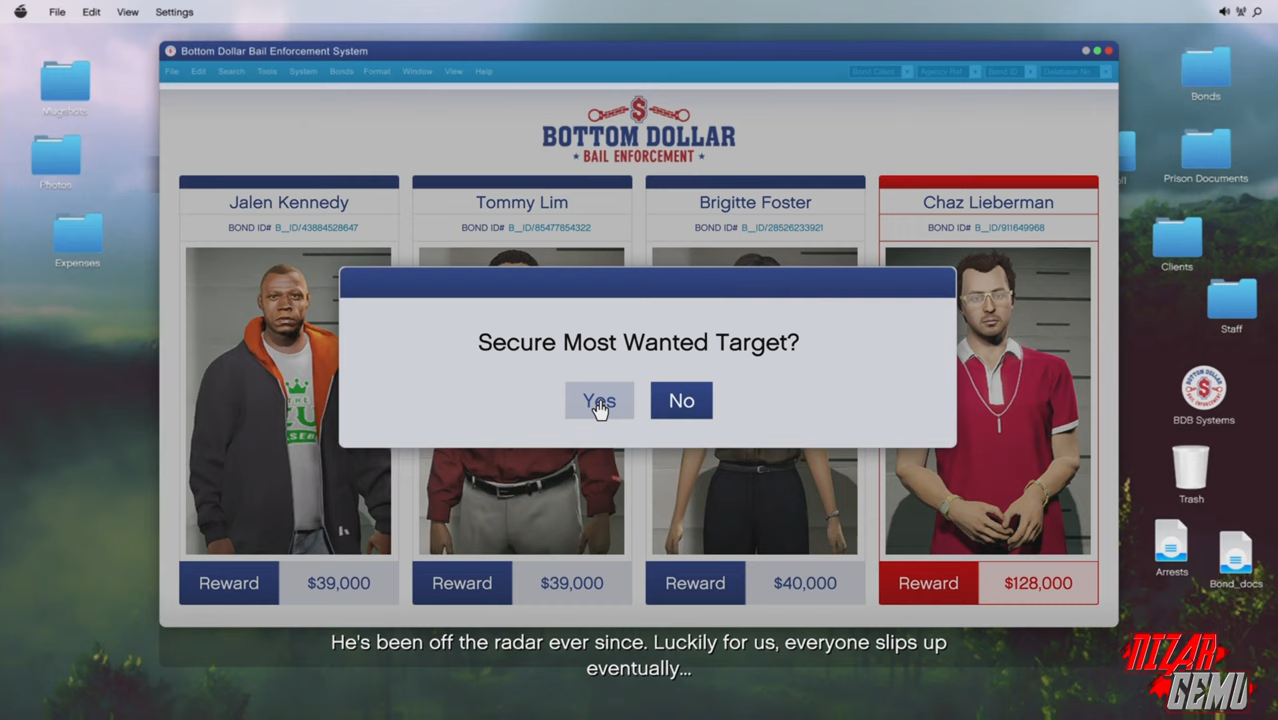 File Edit View Settings
Bottom Dollar Bail Enforcement System
File Edit Search Tools System Bonds Format Window View Help
Mugshots
Photos
Expenses
Bonds
Prison Documents
Clients
Staff
BDB Systems
Trash
Arrests
Bond_docs
BOTTOM DOLLAR
BAIL ENFORCEMENT
Jalen Kennedy
BOND ID# B__ID/43884528647
Reward $39,000
Tommy Lim
BOND ID# B__ID/85477854322
Reward $39,000
Brigitte Foster
BOND ID# B__ID/28526233921
Reward $40,000
Chaz Lieberman
BOND ID# B__ID/911649968
Reward $128,000
Secure Most Wanted Target?
Yes No
He's been off the radar ever since. Luckily for us, everyone slips up
eventually...
NIZAR
GEMU